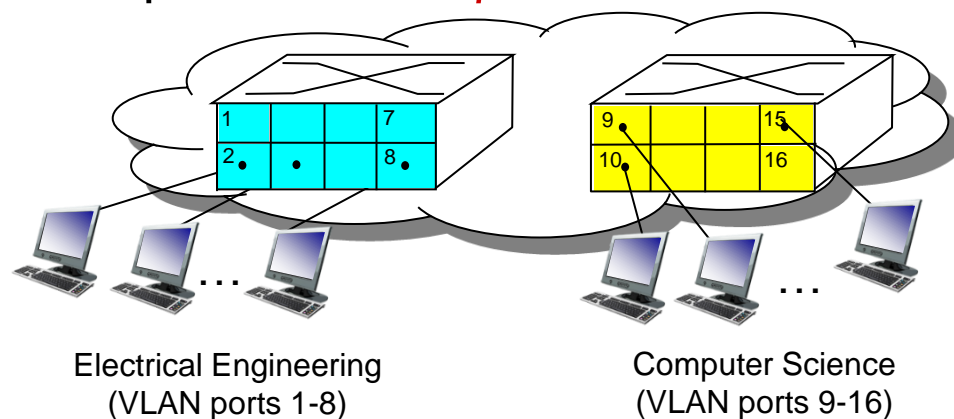 1 7
2 8
9 15
10 16
...
...
Electrical Engineering
(VLAN ports 1-8)
Computer Science
(VLAN ports 9-16)